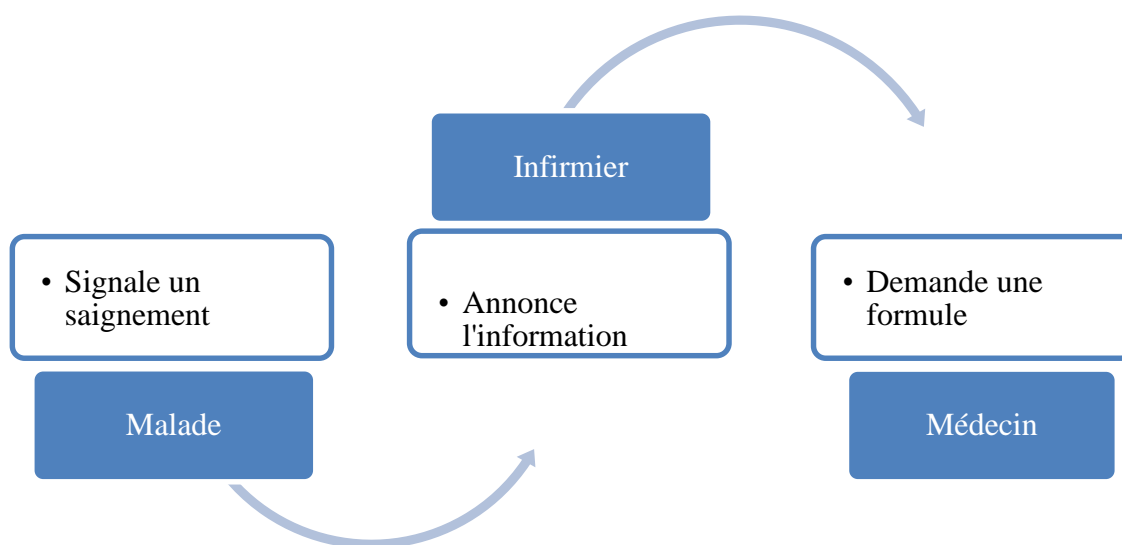 • Signale un
saignement
Malade
Infirmier
• Annonce
l'information
• Demande une
formule
Médecin